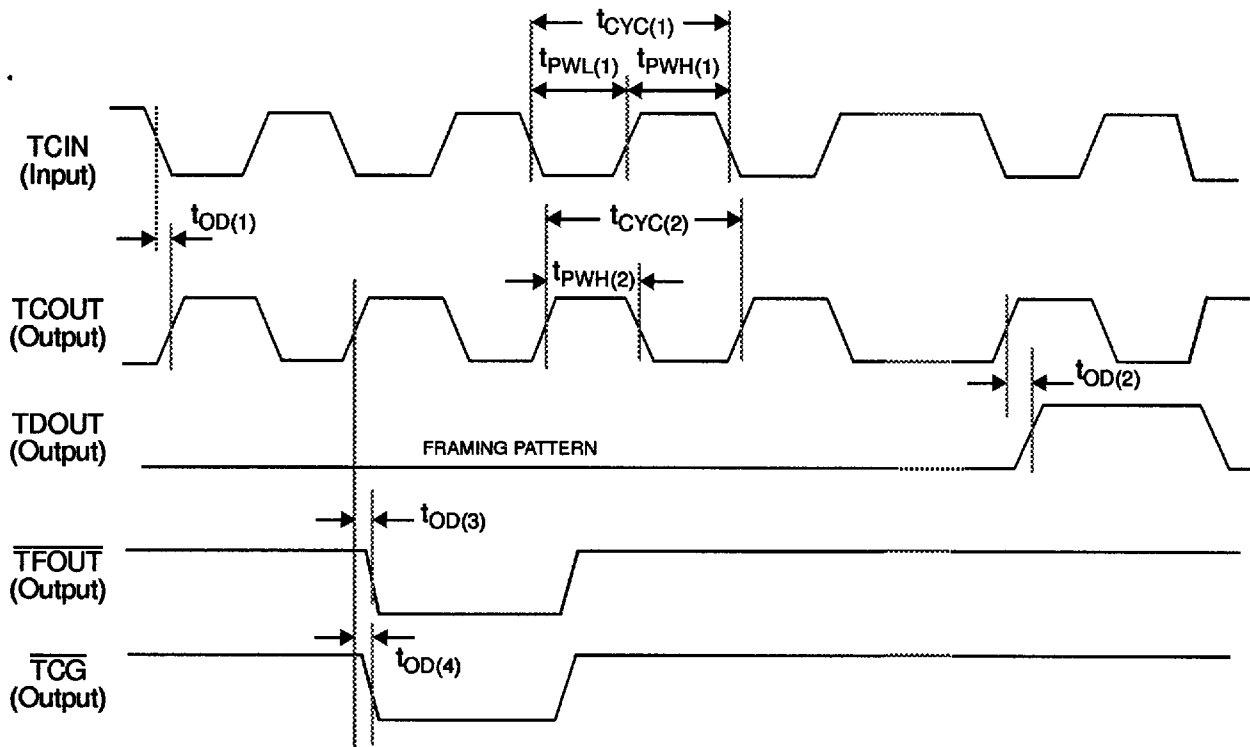 tCYC(1)
tPWL(1) tPWH(1)
TCIN
(Input)
tOD(1)
tCYC(2)
tPWH(2)
TCOUT
(Output)
tOD(2)
TDOUT
(Output)
FRAMING PATTERN
tOD(3)
TFOUT
(Output)
TCG
(Output)
tOD(4)